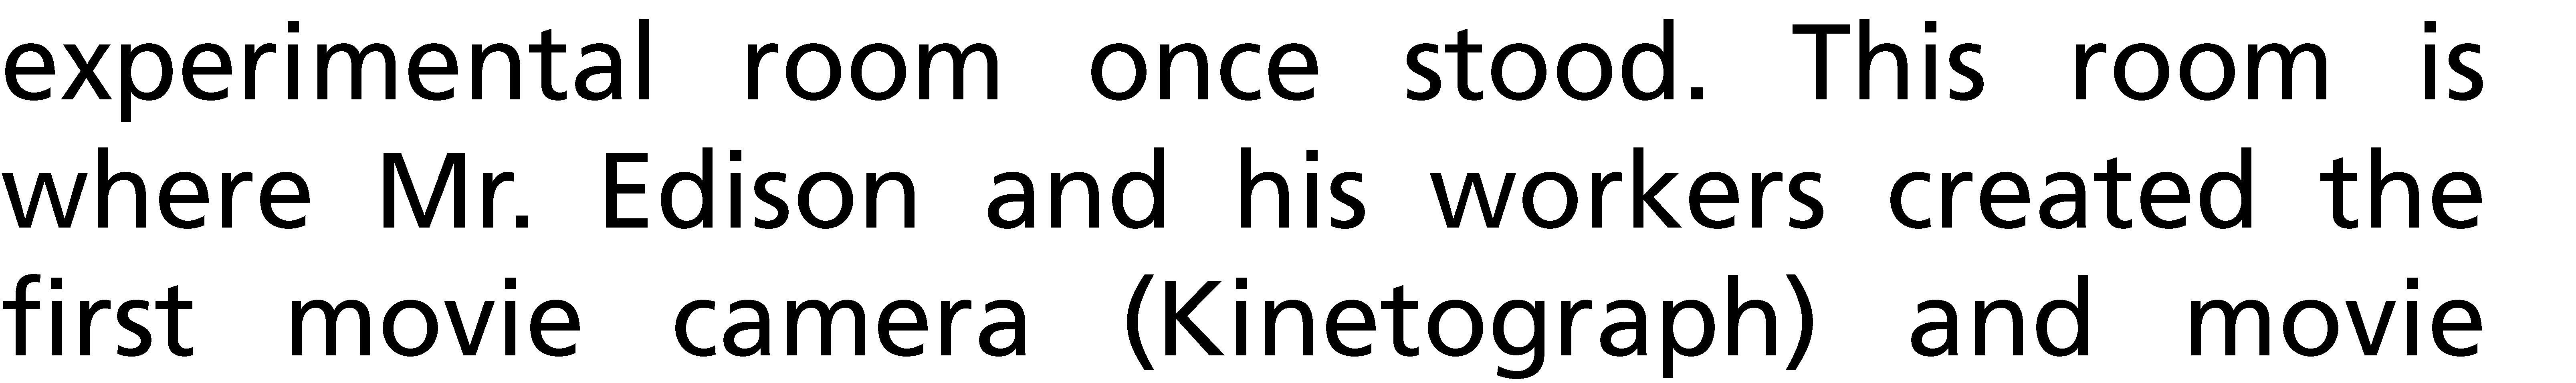 experimental room once stood. This room is
where Mr. Edison and his workers created the
first movie camera (Kinetograph) and movie